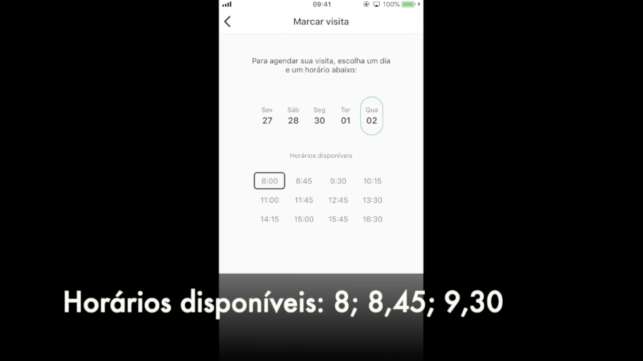 09:41
100%
Marcar visita
Para agendar sua visita, escolha um dia
e um horário abaixo:
Sex Sáb Seg Ter Qua
27 28 30 01 02
Horários disponíveis
8:00 8:45 9:30 10:15
11:00 11:45 12:45 13:30
14:15 15:00 15:45 16:30
Horários disponíveis: 8; 8,45; 9,30